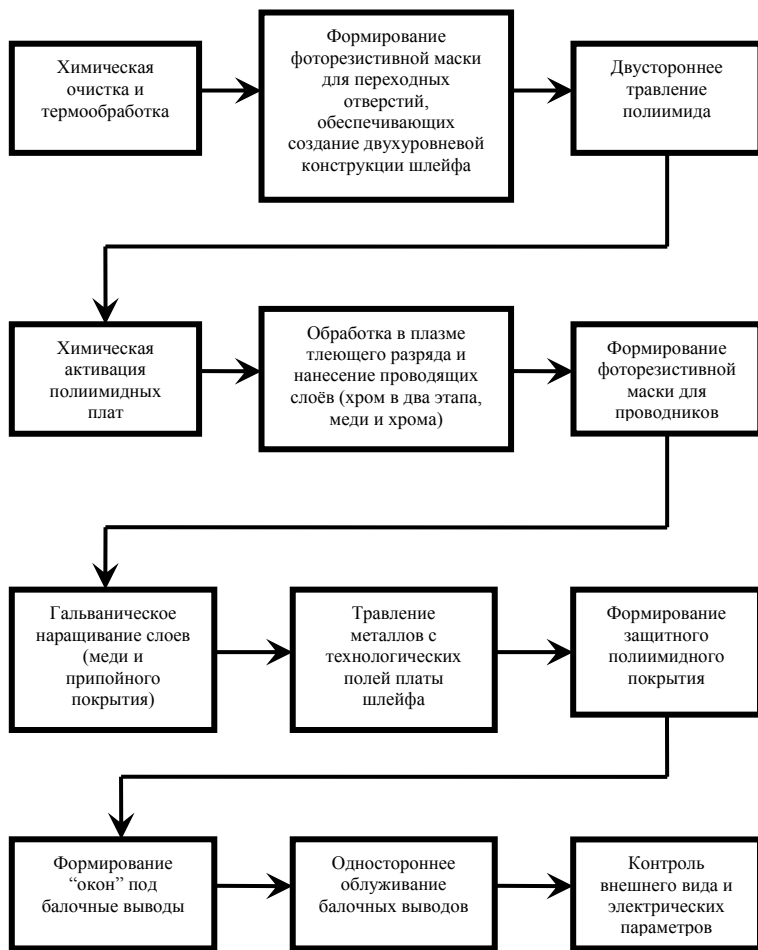 Химическая
очистка и
термообработка
Формирование
фоторезистивной маски
для переходных
отверстий,
обеспечивающих
создание двухуровневой
конструкции шлейфа
Двустороннее
травление
полиимида
Химическая
активация
полиимидных
плат
Обработка в плазме
тлеющего разряда и
нанесение проводящих
слоёв (хром в два этапа,
меди и хрома)
Формирование
фоторезистивной
маски для
проводников
Гальваническое
наращивание слоев
(меди и
припойного
покрытия)
Травление
металлов с
технологических
полей платы
шлейфа
Формирование
защитного
полиимидного
покрытия
Формирование
“окон” под
балочные выводы
Одностороннее
облуживание
балочных выводов
Контроль
внешнего вида и
электрических
параметров